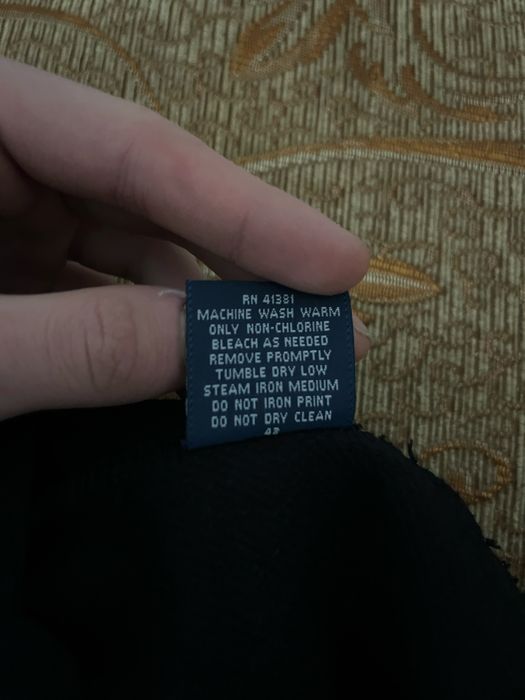 RN 41381
MACHINE WASH WARM
ONLY NON-CHLORINE
BLEACH AS NEEDED
REMOVE PROMPTLY
TUMBLE DRY LOW
STEAM IRON MEDIUM
DO NOT IRON PRINT
DO NOT DRY CLEAN